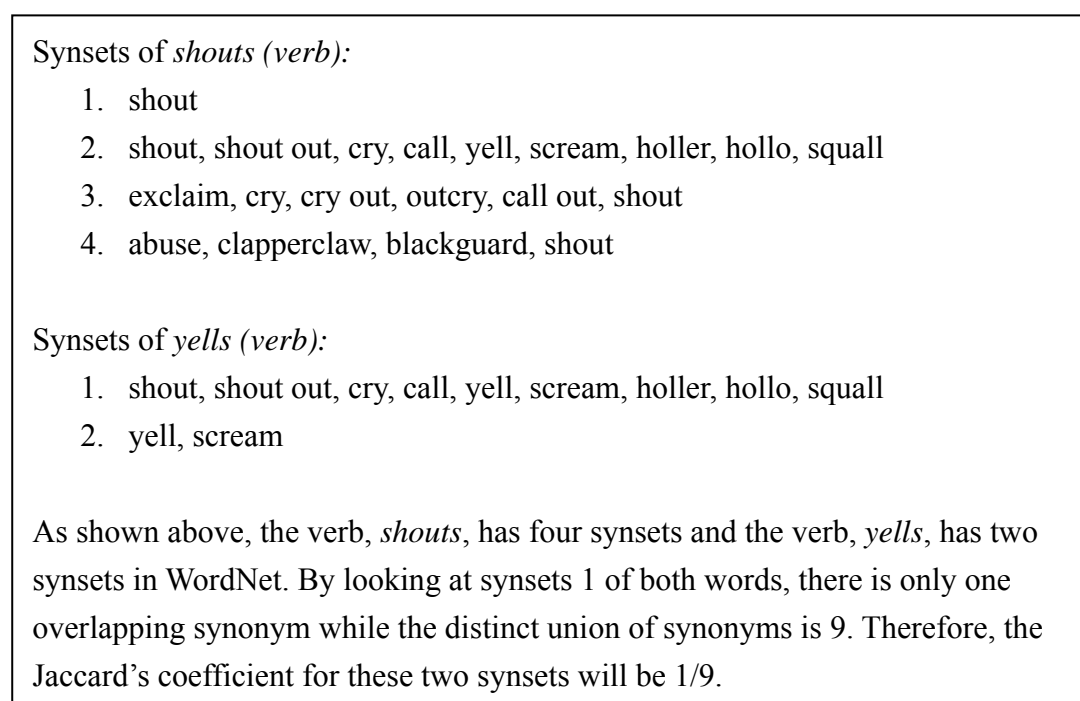 Synsets of shouts (verb):
1. shout
2. shout, shout out, cry, call, yell, scream, holler, hollo, squall
3. exclaim, cry, cry out, outcry, call out, shout
4. abuse, clapperclaw, blackguard, shout
Synsets of yells (verb):
1. shout, shout out, cry, call, yell, scream, holler, hollo, squall
2. yell, scream
As shown above, the verb, shouts, has four synsets and the verb, yells, has two
synsets in WordNet. By looking at synsets 1 of both words, there is only one
overlapping synonym while the distinct union of synonyms is 9. Therefore, the
Jaccard’s coefficient for these two synsets will be 1/9.